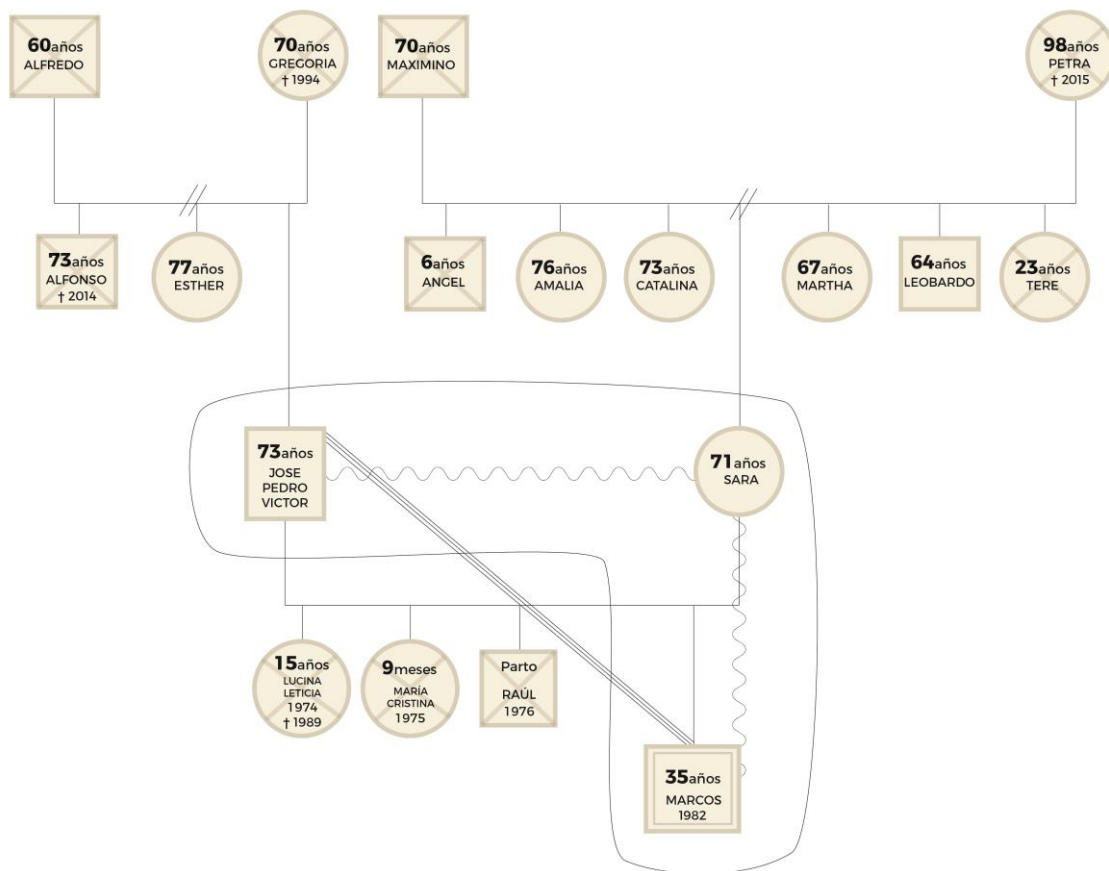 60años
ALFREDO
70años
GREGORIA
† 1994
70años
MAXIMINO
98años
PETRA
† 2015
73años
ALFONSO
† 2014
77años
ESTHER
6años
ANGEL
76años
AMALIA
73años
CATALINA
67años
MARTHA
64años
LEOBARDO
23años
TERE
73años
JOSE
PEDRO
VICTOR
71años
SARA
15años
LUCINA
LETICIA
1974
† 1989
9meses
MARÍA
CRISTINA
1975
Parto
RAÚL
1976
35años
MARCOS
1982